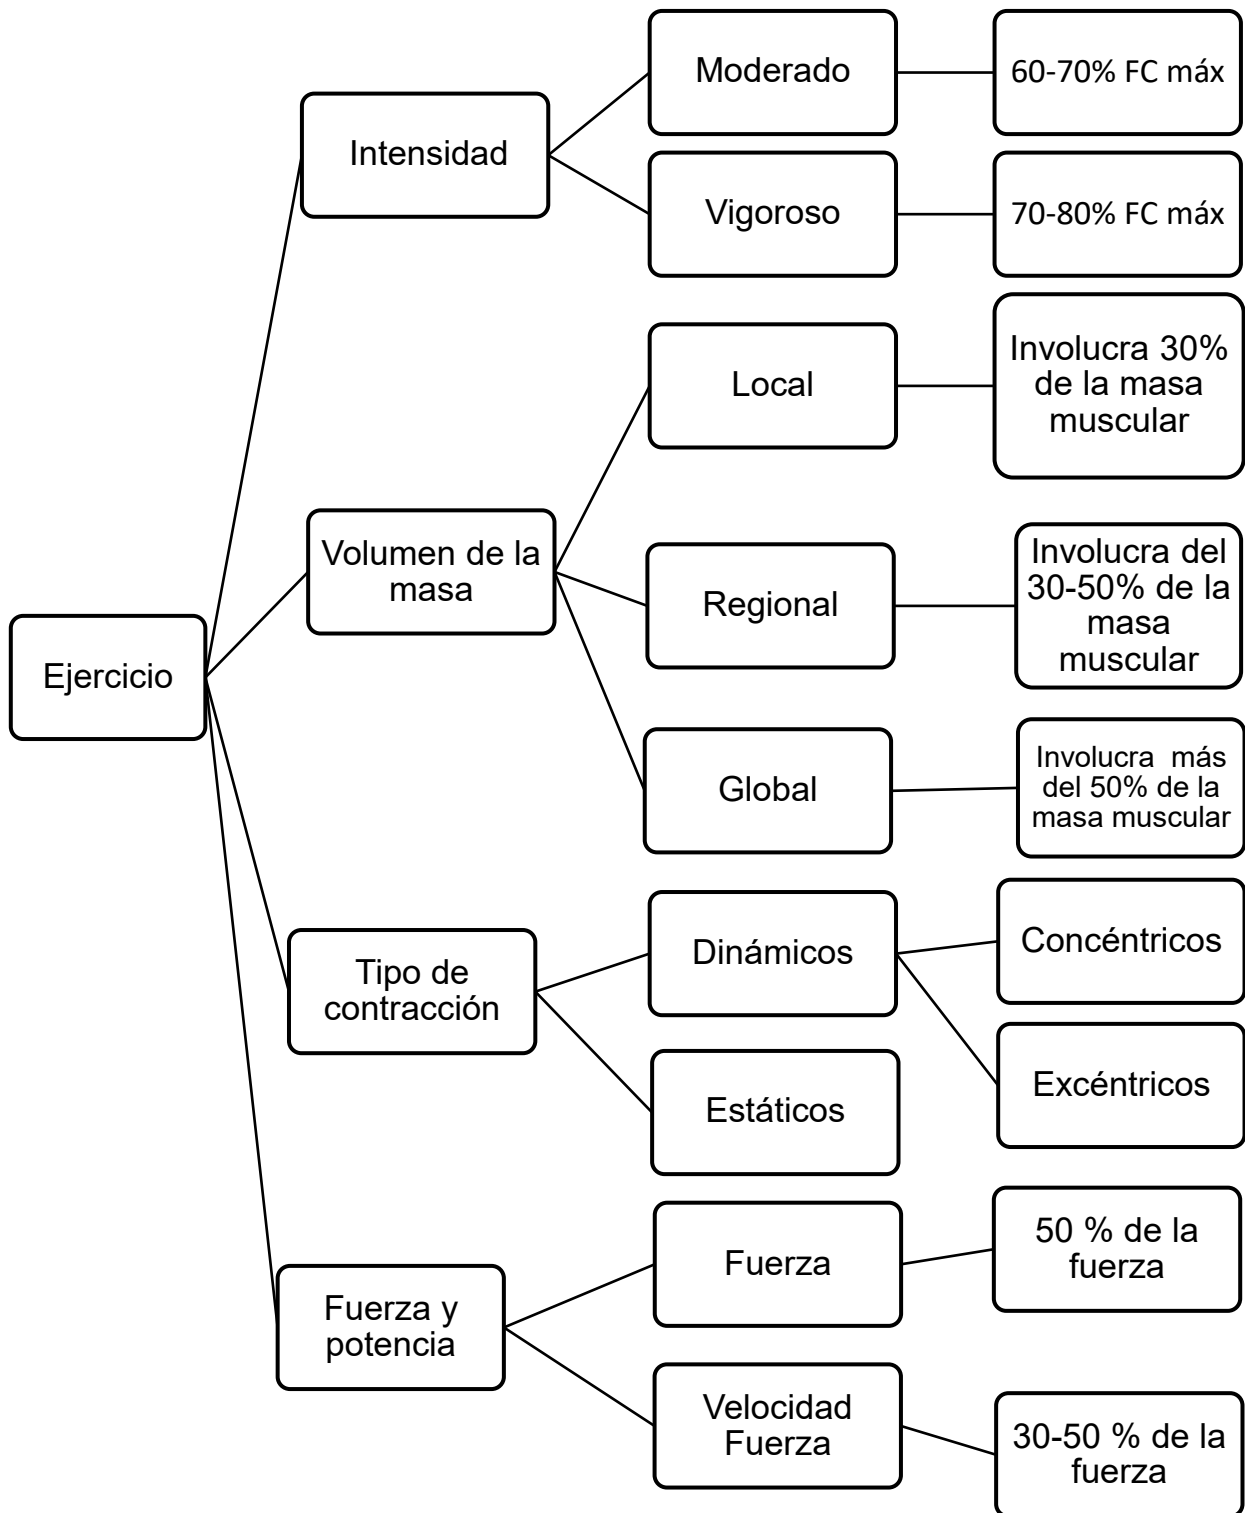 Ejercicio
Intensidad
Moderado
60-70% FC máx
Vigoroso
70-80% FC máx
Volumen de la
masa
Local
Involucra 30%
de la masa
muscular
Regional
Involucra del
30-50% de la
masa
muscular
Global
Involucra más
del 50% de la
masa muscular
Tipo de
contracción
Dinámicos
Concéntricos
Excéntricos
Estáticos
Fuerza y
potencia
Fuerza
50 % de la
fuerza
Velocidad
Fuerza
30-50 % de la
fuerza